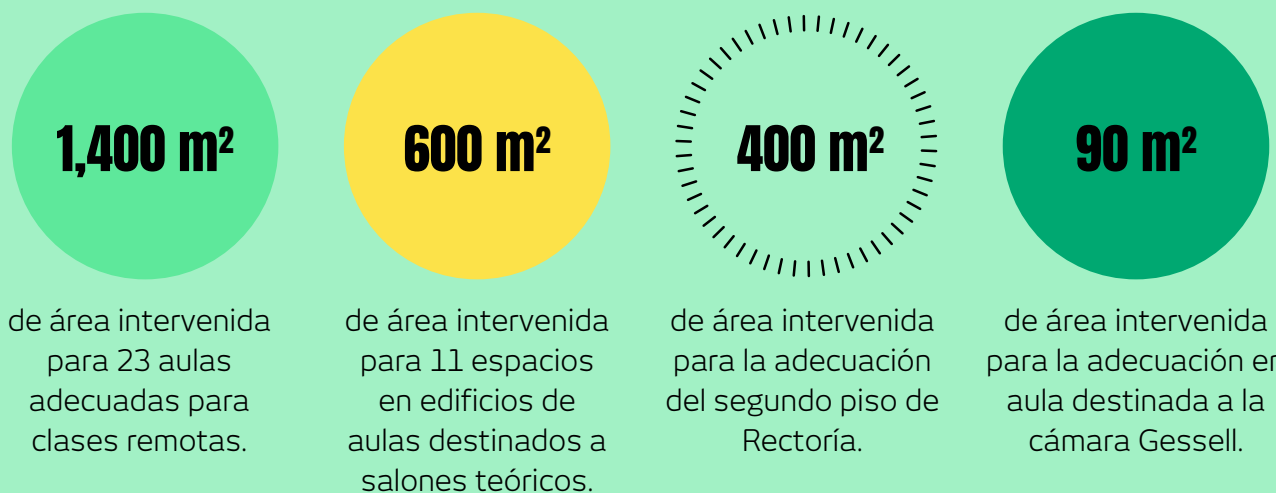 1,400 m²
de área intervenida
para 23 aulas
adecuadas para
clases remotas.
600 m²
de área intervenida
para 11 espacios
en edificios de
aulas destinados a
salones teóricos.
400 m²
de área intervenida
para la adecuación
del segundo piso de
Rectoría.
90 m²
de área intervenida
para la adecuación en
aula destinada a la
cámara Gessell.